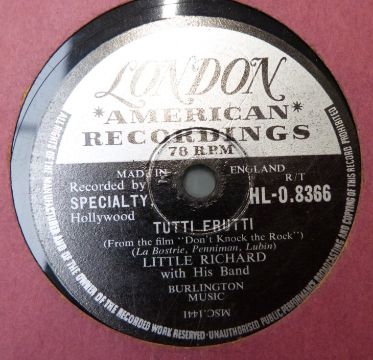 LONDON
*AMERICAN*
RECORDINGS
78 RPM
MADE IN ENGLAND
Recorded by R/T
SPECIALTY HL-O.8366
Hollywood
TUTTI FRUTTI
(From the film "Don't Knock the Rock")
(La Bostrie, Penniman, Lubin)
LITTLE RICHARD
with His Band
BURLINGTON
MUSIC
MSC.1441
ALL RIGHTS OF THE MANUFACTURER AND OF THE OWNER OF THE RECORDED WORK RESERVED—UNAUTHORISED PUBLIC PERFORMANCE, BROADCASTING AND COPYING OF THIS RECORD PROHIBITED